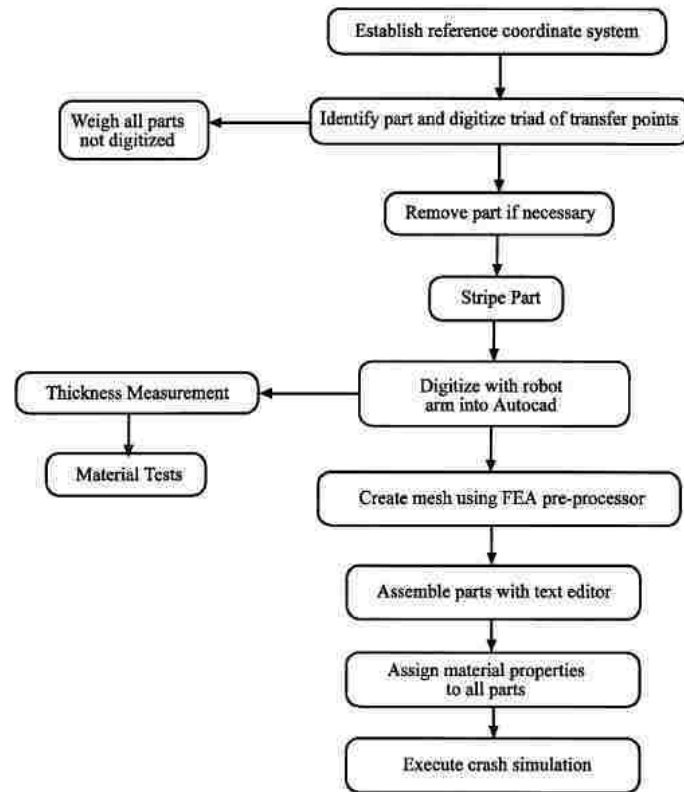 Establish reference coordinate system
Weigh all parts
not digitized
Identify part and digitize triad of transfer points
Remove part if necessary
Stripe Part
Thickness Measurement
Digitize with robot
arm into Autocad
Material Tests
Create mesh using FEA pre-processor
Assemble parts with text editor
Assign material properties
to all parts
Execute crash simulation